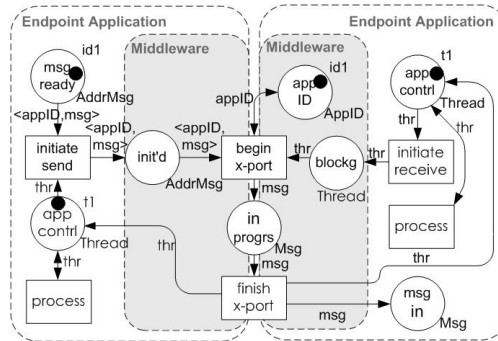 Endpoint Application
Endpoint Application
Middleware
Middleware
id1
msg
ready
AddrMsg
<appID,msg>
<appID,
msg>
<appID,
msg>
initiate
send
init'd
AddrMsg
thr
t1
app
contrl
Thread
thr
process
id1
app
ID
AppID
appID
begin
x-port
thr
blockg
Thread
thr
initiate
receive
msg
in
progrs
Msg
msg
thr
finish
x-port
t1
app
contrl
Thread
thr
thr
process
thr
msg
msg
in
Msg